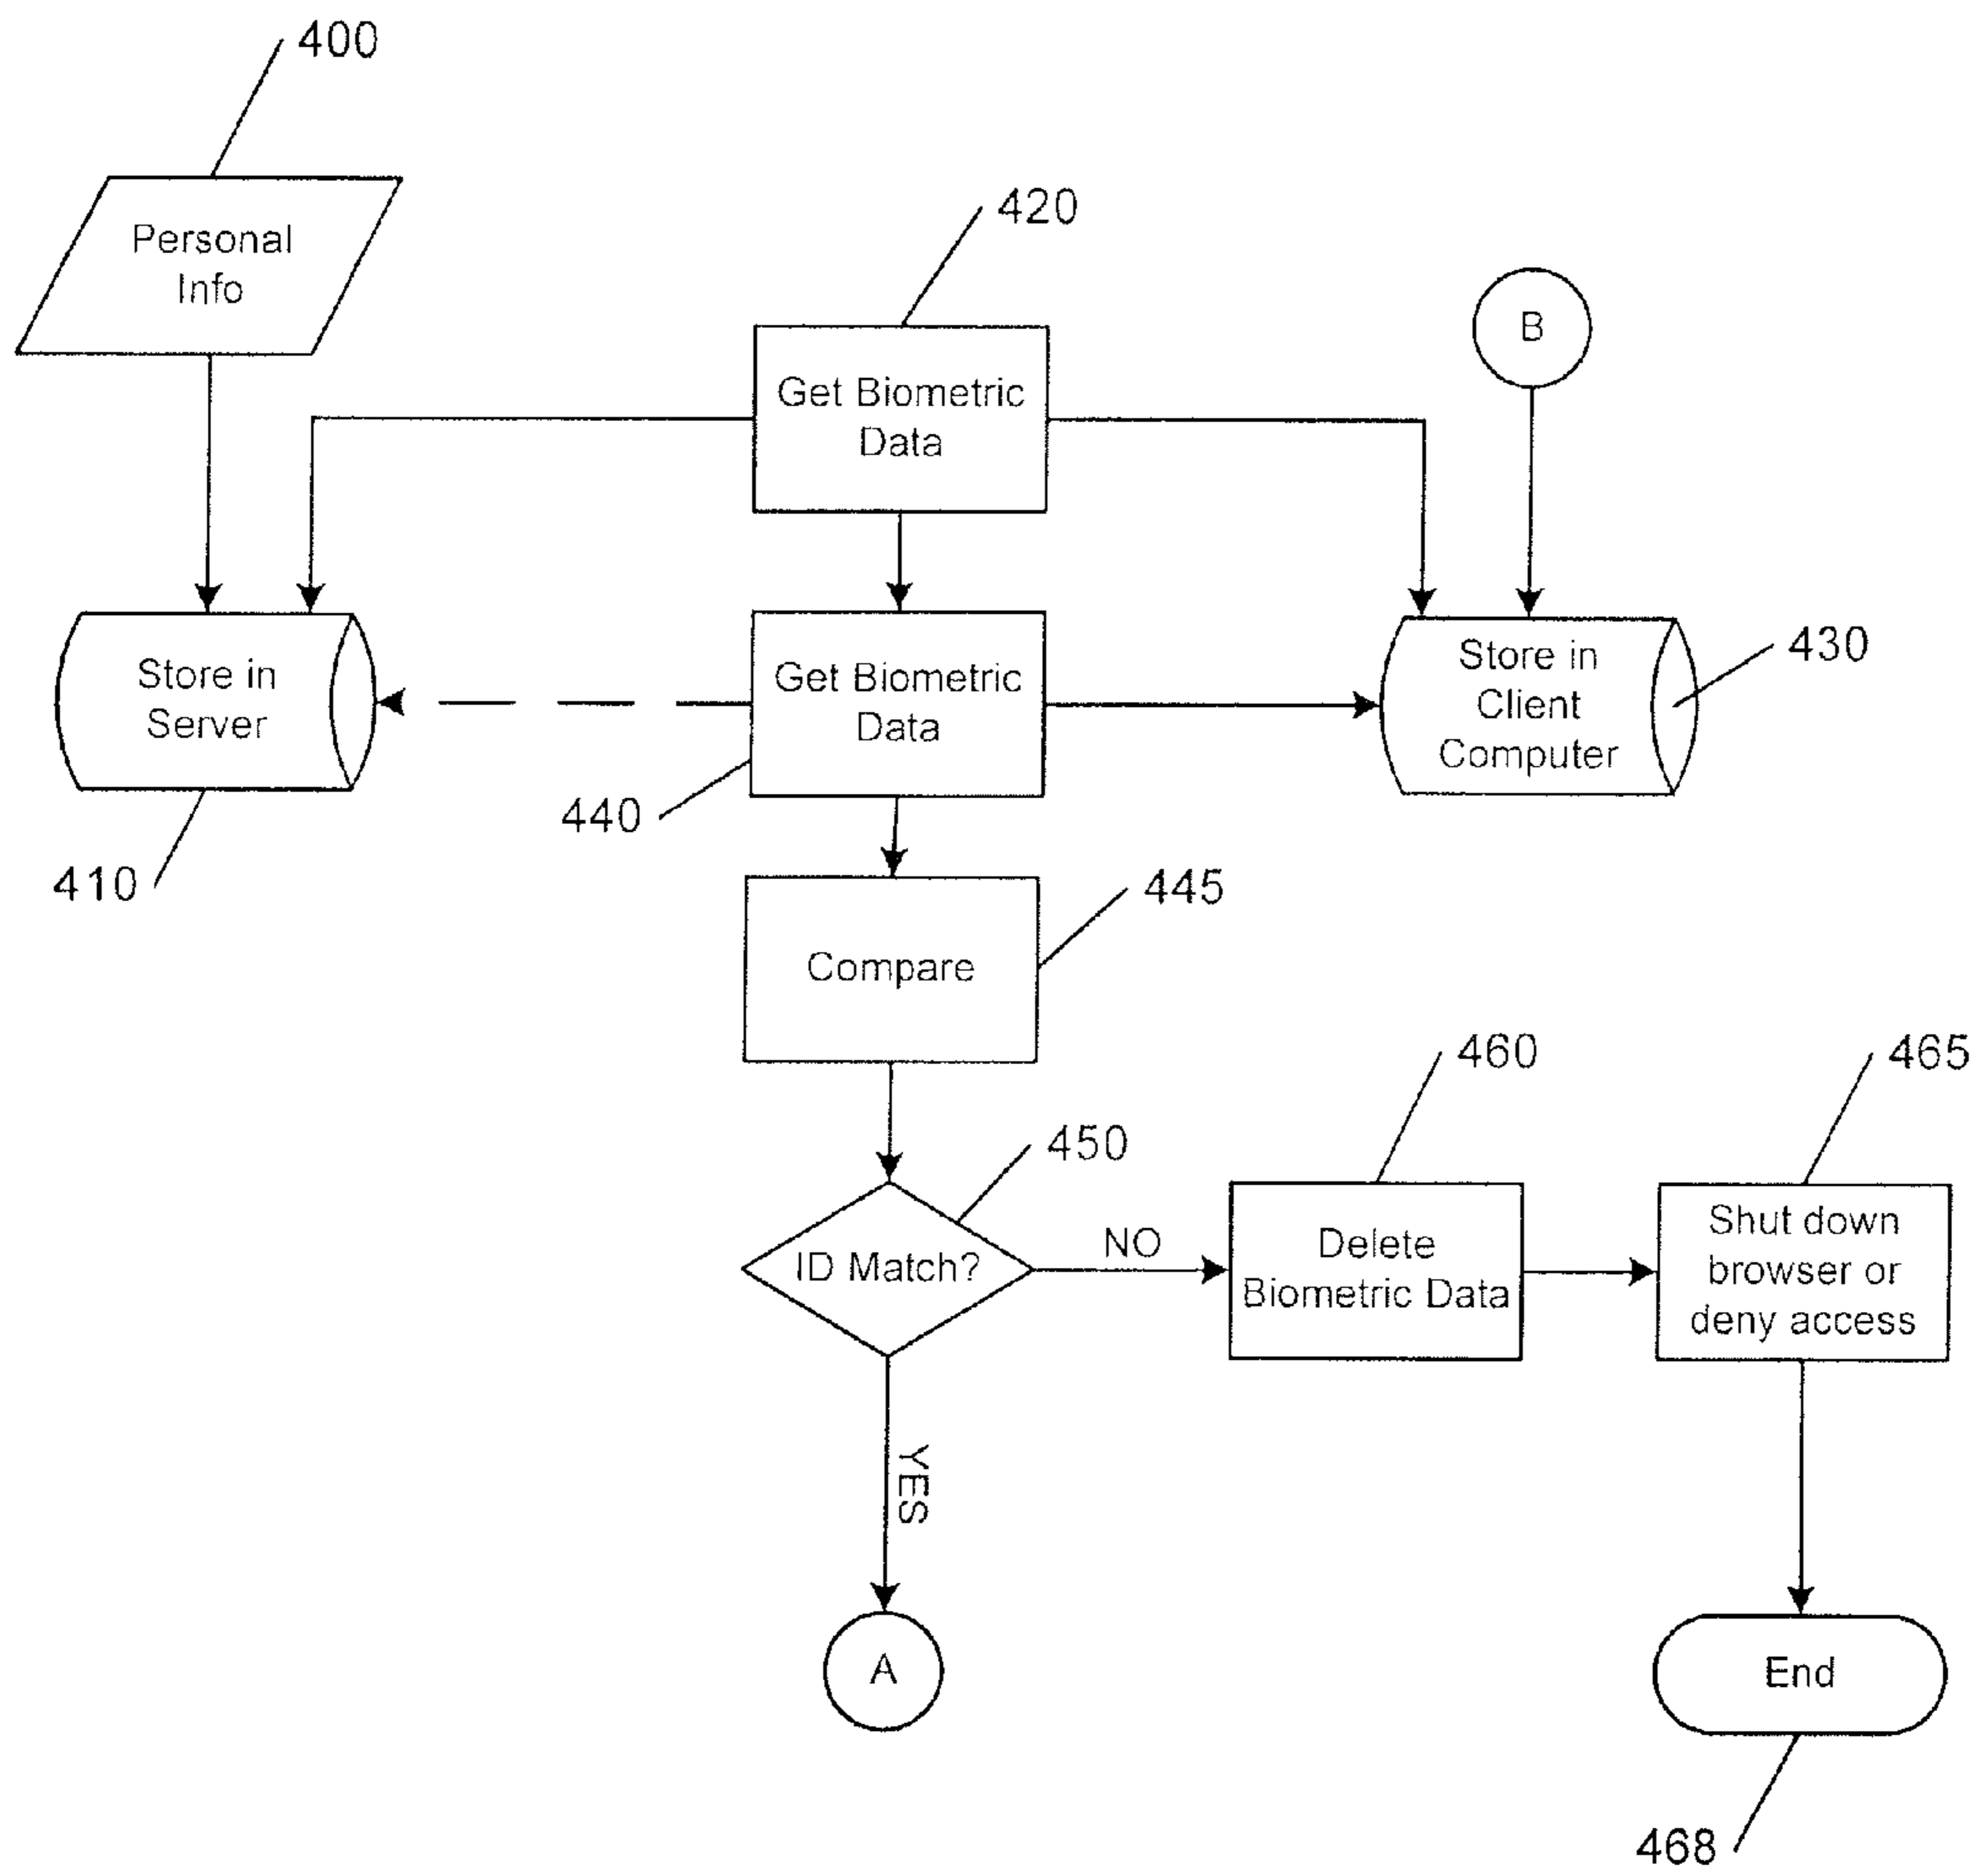 400
Personal
Info
420
B
Get Biometric
Data
Store in
Server
Get Biometric
Data
Store in
Client
Computer
430
440
410
445
Compare
460
465
450
ID Match?
NO
Delete
Biometric Data
Shut down
browser or
deny access
YES
A
End
468